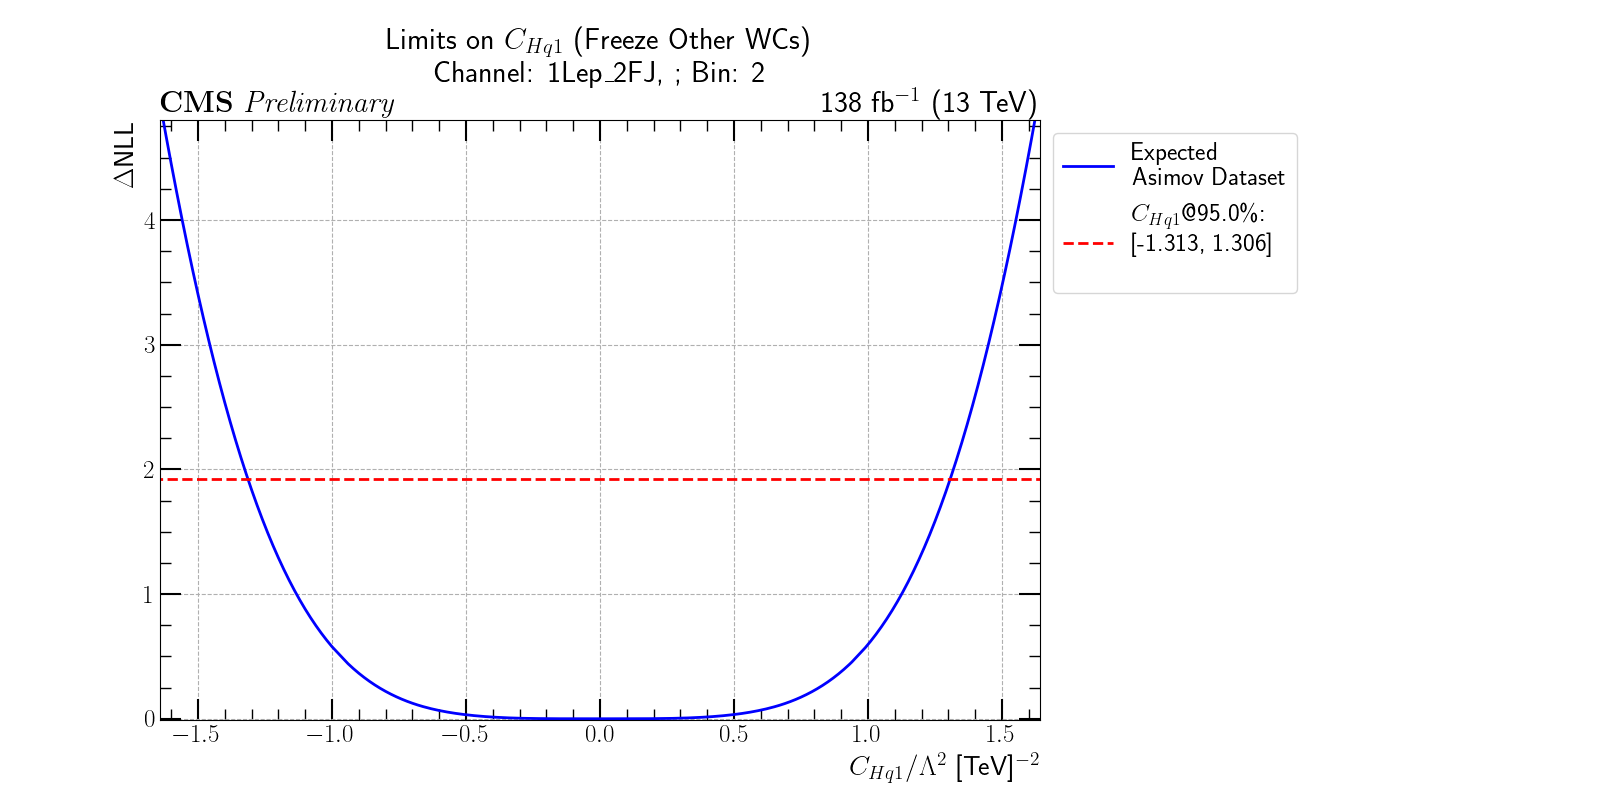 Limits on C_{Hq1} (Freeze Other WCs)
Channel: 1Lep_2FJ, ; Bin: 2
CMS Preliminary
138 fb^{-1} (13 TeV)
ΔNLL
4
3
2
1
0
−1.5
−1.0
−0.5
0.0
0.5
1.0
1.5
C_{Hq1}/Λ^2 [TeV]^{-2}
Expected
Asimov Dataset
C_{Hq1}@95.0%:
[-1.313, 1.306]